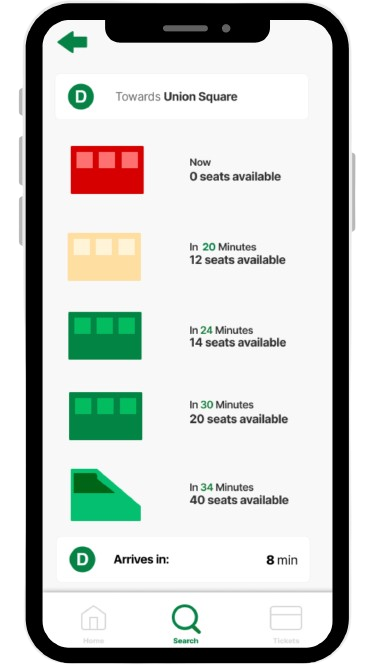 D Towards Union Square
Now
0 seats available
In 20 Minutes
12 seats available
In 24 Minutes
14 seats available
In 30 Minutes
20 seats available
In 34 Minutes
40 seats available
D Arrives in: 8 min
Home Search Tickets